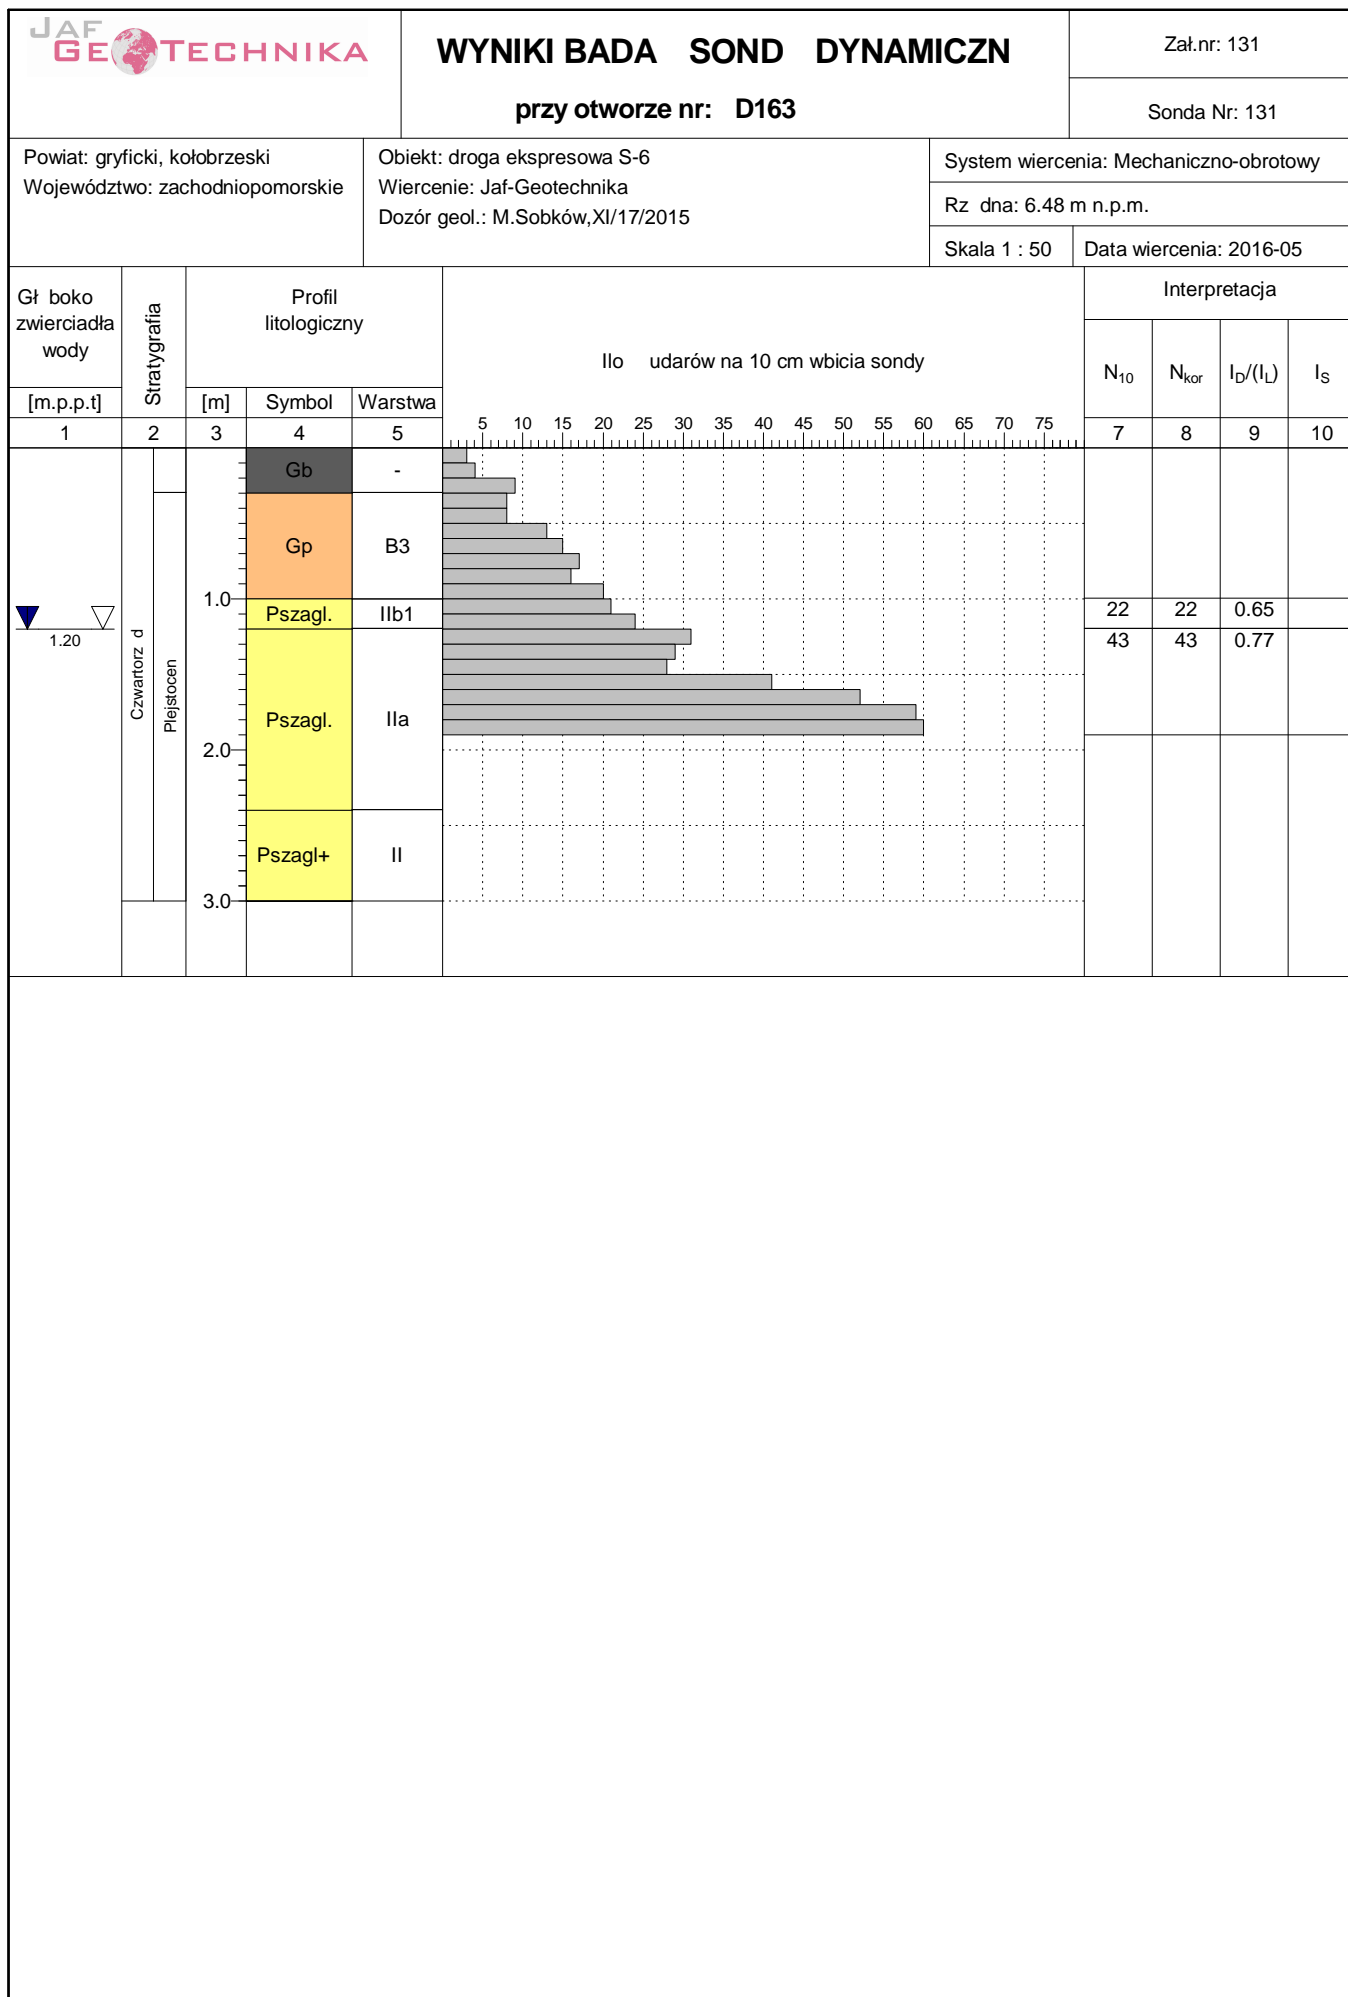 JAF
GEOTECHNIKA
WYNIKI BADA SOND DYNAMICZN
przy otworze nr: D163
Zał.nr: 131
Sonda Nr: 131
Powiat: gryficki, kołobrzeski
Województwo: zachodniopomorskie
Obiekt: droga ekspresowa S-6
Wiercenie: Jaf-Geotechnika
Dozór geol.: M.Sobków,XI/17/2015
System wiercenia: Mechaniczno-obrotowy
Rz dna: 6.48 m n.p.m.
Skala 1 : 50
Data wiercenia: 2016-05
Gł boko
zwierciadła
wody
[m.p.p.t]
Stratygrafia
Profil
litologiczny
[m]
Symbol
Warstwa
Ilo udarów na 10 cm wbicia sondy
Interpretacja
N10
Nkor
ID/(IL)
IS
1
2
3
4
5
5 10 15 20 25 30 35 40 45 50 55 60 65 70 75
7
8
9
10
Gb
-
Gp
B3
1.0
Pszagl.
IIb1
22 22 0.65
1.20
43 43 0.77
Czwartorz d
Plejstocen
Pszagl.
IIa
2.0
Pszagl+
II
3.0